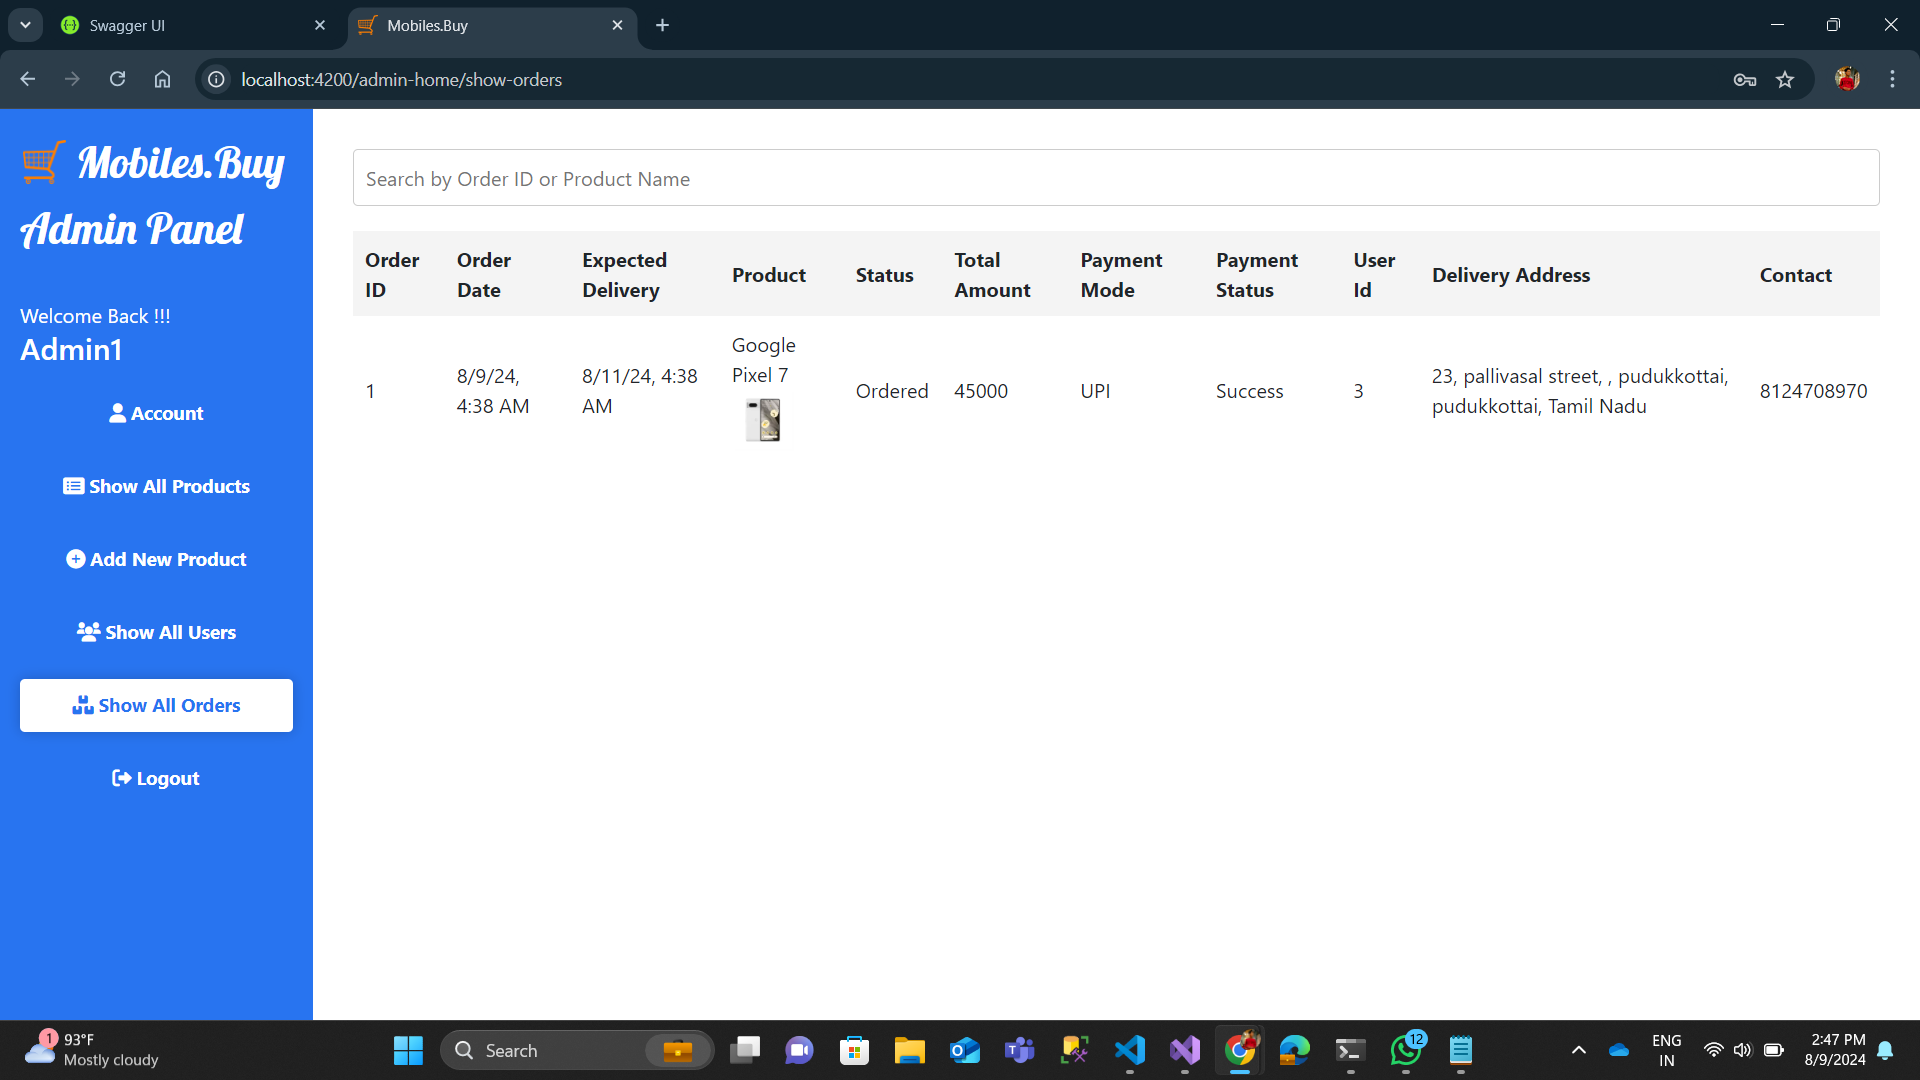 Swagger UI
Mobiles.Buy
localhost:4200/admin-home/show-orders
Mobiles.Buy
Admin Panel
Welcome Back !!!
Admin1
Account
Show All Products
Add New Product
Show All Users
Show All Orders
Logout
Search by Order ID or Product Name
Order ID
Order Date
Expected Delivery
Product
Status
Total Amount
Payment Mode
Payment Status
User Id
Delivery Address
Contact
1
8/9/24,
4:38 AM
8/11/24, 4:38
AM
Google
Pixel 7
Ordered
45000
UPI
Success
3
23, pallivasal street, , pudukkottai,
pudukkottai, Tamil Nadu
8124708970
1
93°F
Mostly cloudy
Search
12
ENG
IN
2:47 PM
8/9/2024